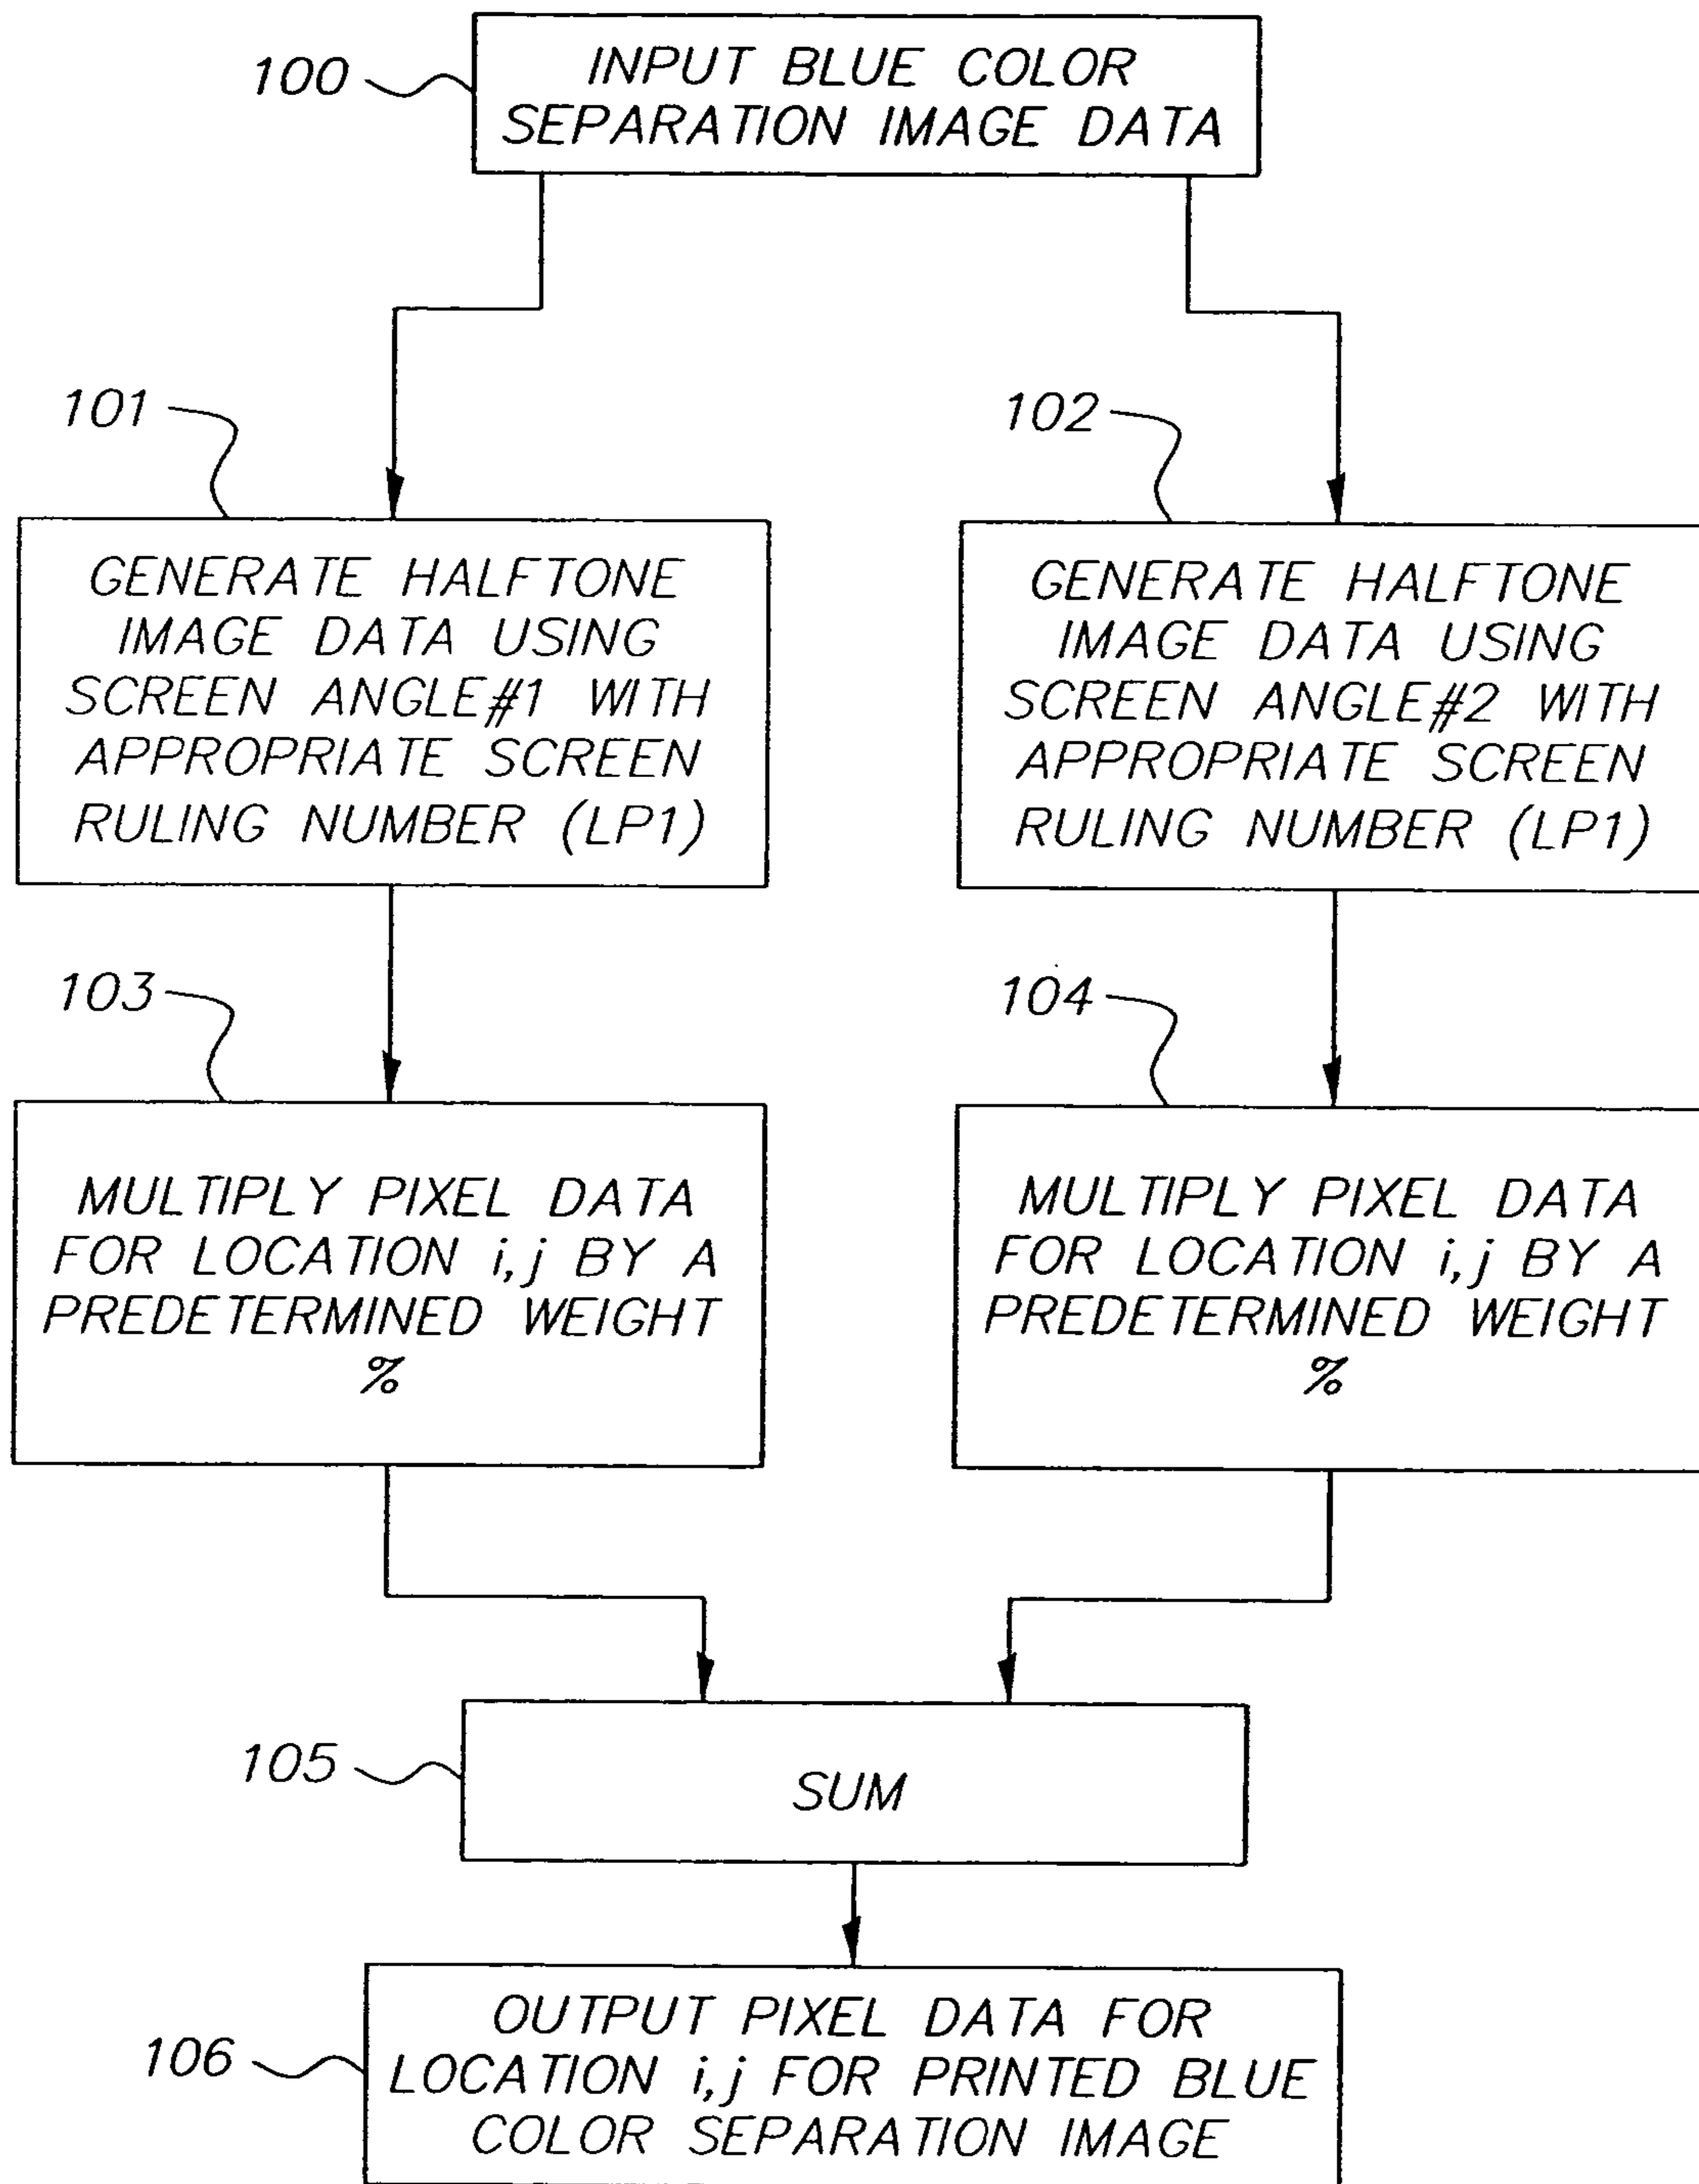 100
INPUT BLUE COLOR
SEPARATION IMAGE DATA
101
102
GENERATE HALFTONE
IMAGE DATA USING
SCREEN ANGLE#1 WITH
APPROPRIATE SCREEN
RULING NUMBER (LP1)
GENERATE HALFTONE
IMAGE DATA USING
SCREEN ANGLE#2 WITH
APPROPRIATE SCREEN
RULING NUMBER (LP1)
103
104
MULTIPLY PIXEL DATA
FOR LOCATION i,j BY A
PREDETERMINED WEIGHT
%
MULTIPLY PIXEL DATA
FOR LOCATION i,j BY A
PREDETERMINED WEIGHT
%
105
SUM
106
OUTPUT PIXEL DATA FOR
LOCATION i,j FOR PRINTED BLUE
COLOR SEPARATION IMAGE